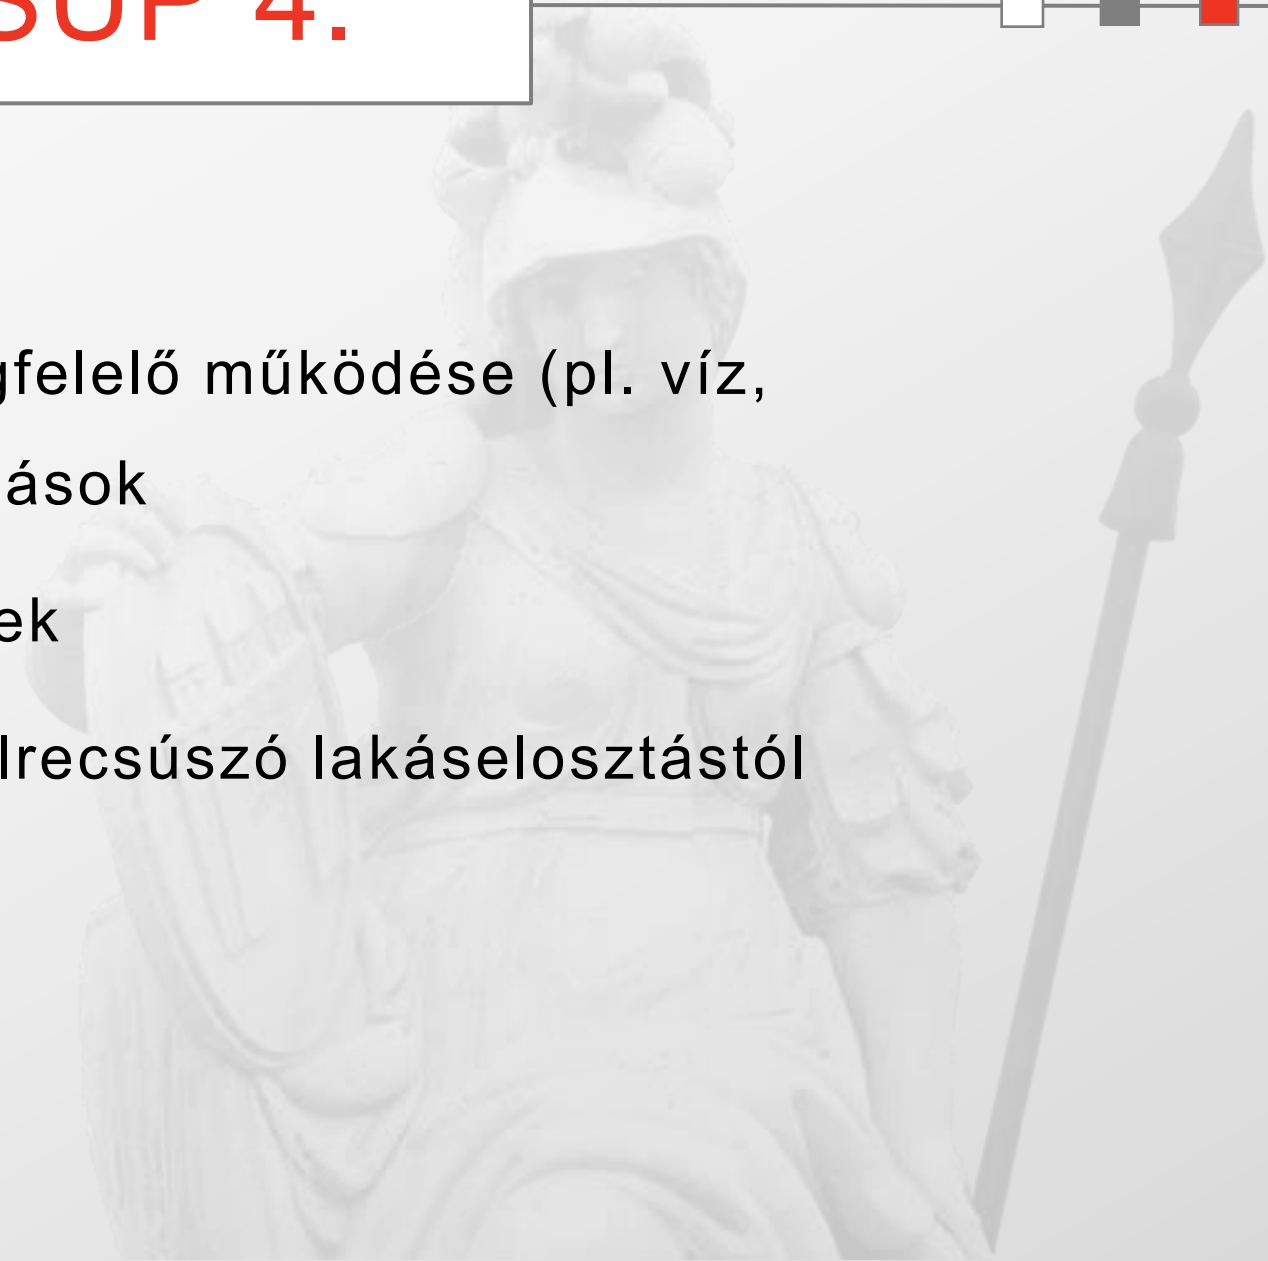 SUP 4.
gfelelő működése (pl. víz,
ások
ek
lrecsúszó lakáselosztástól